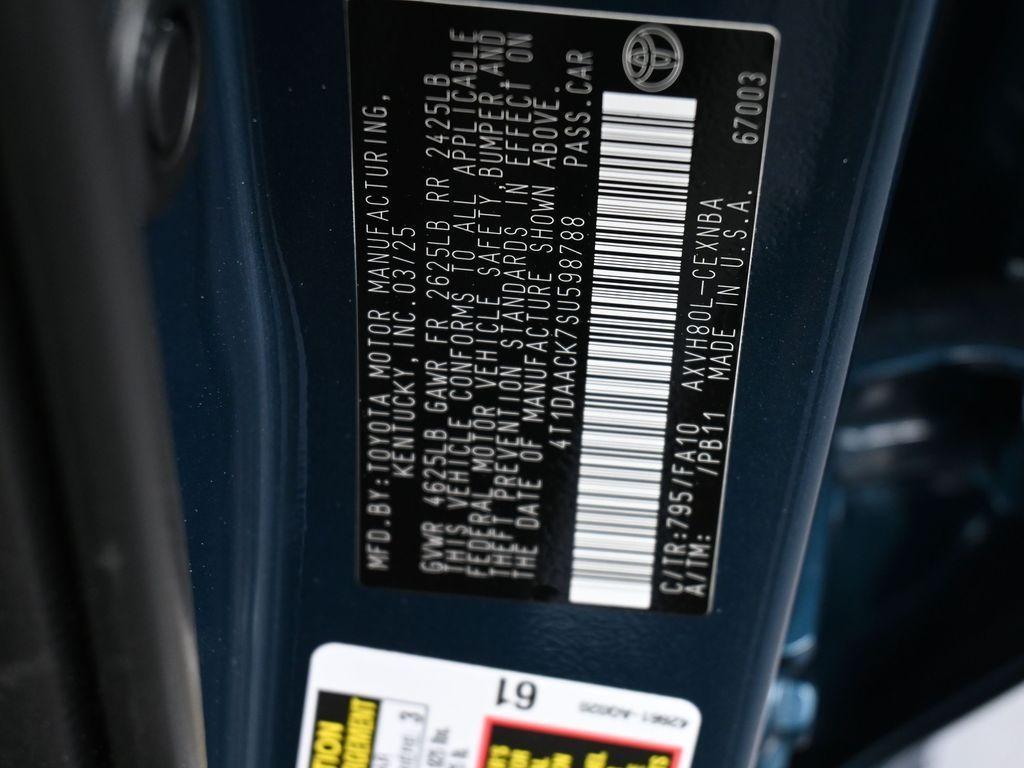 MFD.BY:TOYOTA MOTOR MANUFACTURING,
KENTUCKY,INC.03/25
GVWR 4625LB GAWR FR 2625LB RR 2425LB
THIS VEHICLE CONFORMS TO ALL APPLICABLE
FEDERAL MOTOR VEHICLE SAFETY,BUMPER,AND
THEFT PREVENTION STANDARDS IN EFFECT ON
THE DATE OF MANUFACTURE SHOWN ABOVE.
4T1DAACK7SU598788 PASS.CAR
C/TR:795/FA10 AXVH80L-CEXNBA
A/TM: /PB11 MADE IN U.S.A.
67003
61